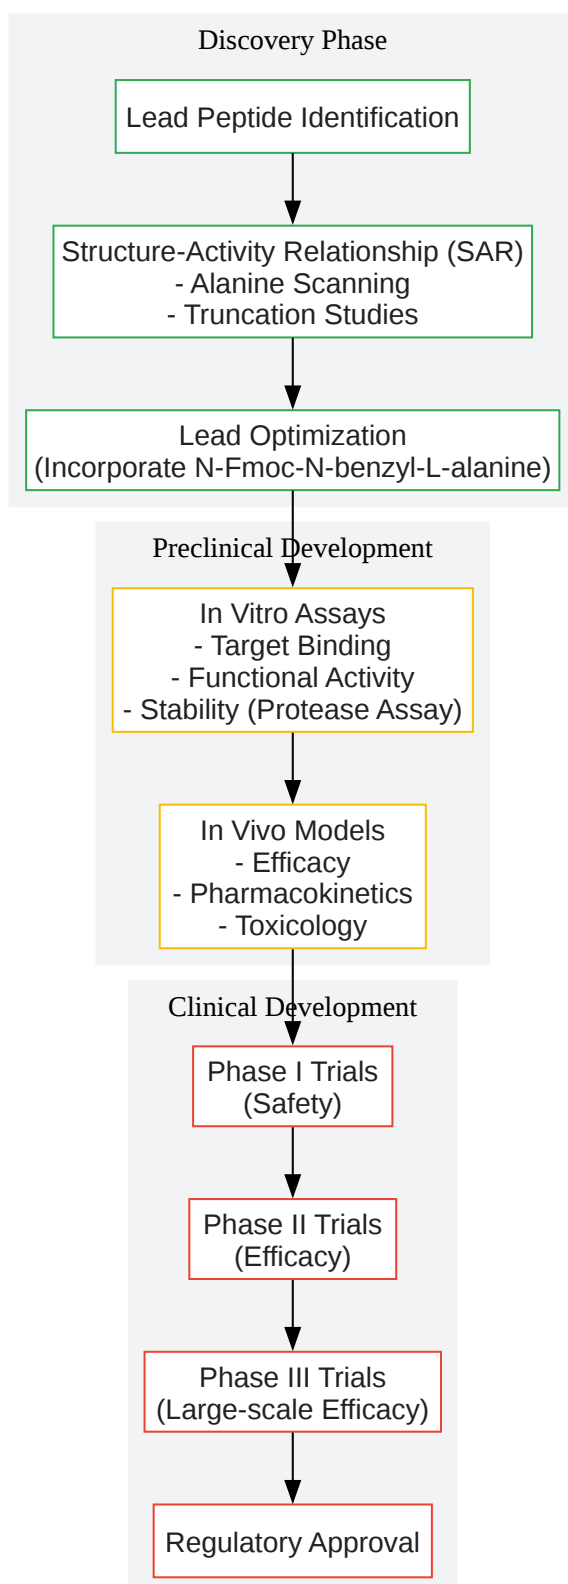 Discovery Phase
Lead Peptide Identification
Structure-Activity Relationship (SAR)
- Alanine Scanning
- Truncation Studies
Lead Optimization
(Incorporate N-Fmoc-N-benzyl-L-alanine)
Preclinical Development
In Vitro Assays
- Target Binding
- Functional Activity
- Stability (Protease Assay)
In Vivo Models
- Efficacy
- Pharmacokinetics
- Toxicology
Clinical Development
Phase I Trials
(Safety)
Phase II Trials
(Efficacy)
Phase III Trials
(Large-scale Efficacy)
Regulatory Approval